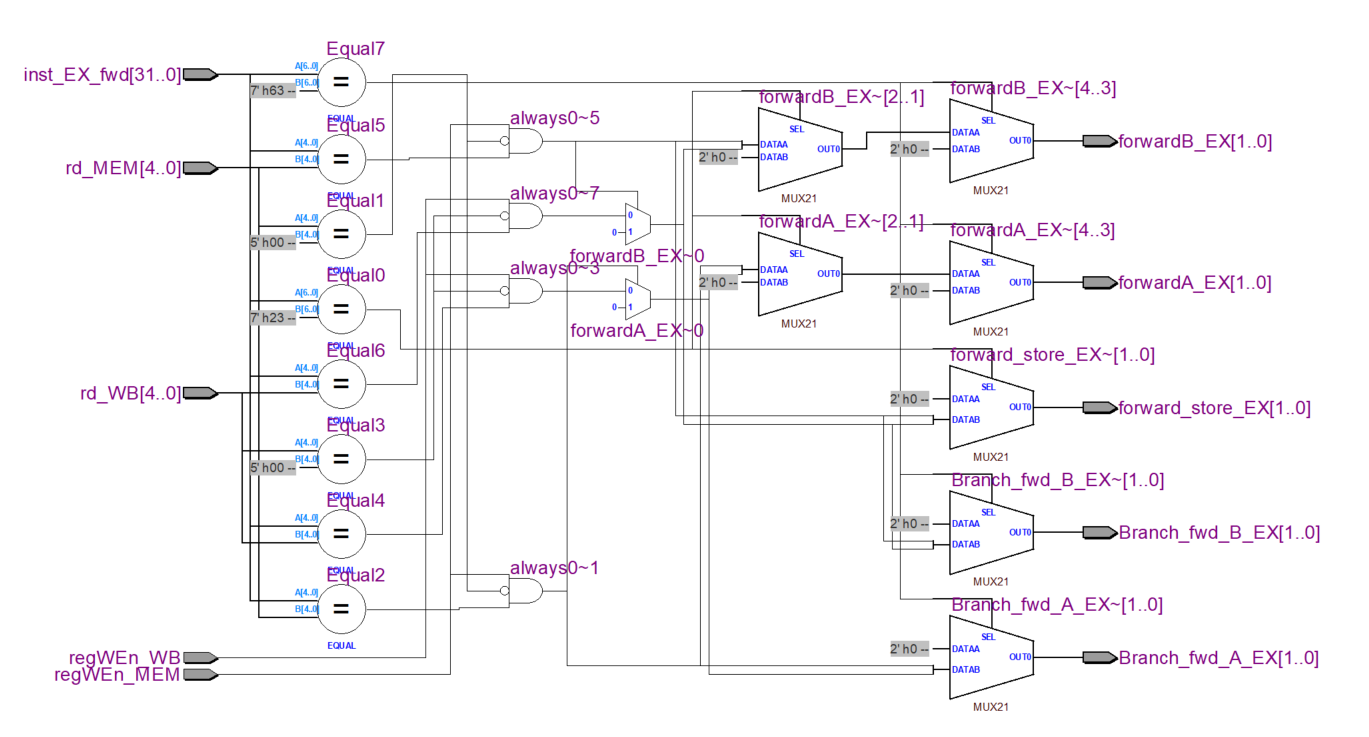 Equal7
inst_EX_fwd[31..0]
A[6..0]
B[6..0]
7' h63 --
EQUAL
Equal5
A[4..0]
B[4..0]
rd_MEM[4..0]
EQUAL
Equal1
A[4..0]
B[4..0]
5' h00 --
EQUAL
Equal0
A[6..0]
B[6..0]
7' h23 --
EQUAL
Equal6
A[4..0]
B[4..0]
rd_WB[4..0]
EQUAL
Equal3
A[4..0]
B[4..0]
5' h00 --
EQUAL
Equal4
A[4..0]
B[4..0]
EQUAL
Equal2
A[4..0]
B[4..0]
EQUAL
regWEn_WB
regWEn_MEM
always0~5
always0~7
0
0
1
forwardB_EX~0
always0~3
0
0
1
forwardA_EX~0
always0~1
forwardB_EX~[2..1]
SEL
DATAA
2' h0 --
DATAB
OUT0
MUX21
forwardA_EX~[2..1]
SEL
DATAA
2' h0 --
DATAB
OUT0
MUX21
forwardB_EX~[4..3]
SEL
DATAA
2' h0 --
DATAB
OUT0
forwardB_EX[1..0]
MUX21
forwardA_EX~[4..3]
SEL
DATAA
2' h0 --
DATAB
OUT0
forwardA_EX[1..0]
MUX21
forward_store_EX~[1..0]
SEL
2' h0 --
DATAA
DATAB
OUT0
forward_store_EX[1..0]
MUX21
Branch_fwd_B_EX~[1..0]
SEL
2' h0 --
DATAA
DATAB
OUT0
Branch_fwd_B_EX[1..0]
MUX21
Branch_fwd_A_EX~[1..0]
SEL
2' h0 --
DATAA
DATAB
OUT0
Branch_fwd_A_EX[1..0]
MUX21